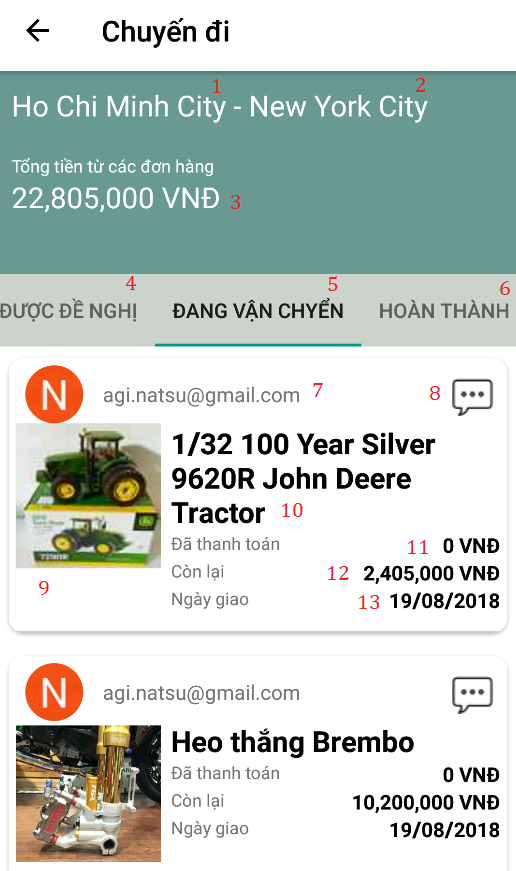 Chuyến đi
1 2
Ho Chi Minh City - New York City
Tổng tiền từ các đơn hàng
22,805,000 VNĐ 3
4 5 6
ĐƯỢC ĐỀ NGHỊ ĐANG VẬN CHYỂN HOÀN THÀNH
N agi.natsu@gmail.com 7 8
1/32 100 Year Silver
9620R John Deere
Tractor 10
Đã thanh toán 11 0 VNĐ
Còn lại 12 2,405,000 VNĐ
9
Ngày giao 13 19/08/2018
N agi.natsu@gmail.com
Heo thắng Brembo
Đã thanh toán 0 VNĐ
Còn lại 10,200,000 VNĐ
Ngày giao 19/08/2018